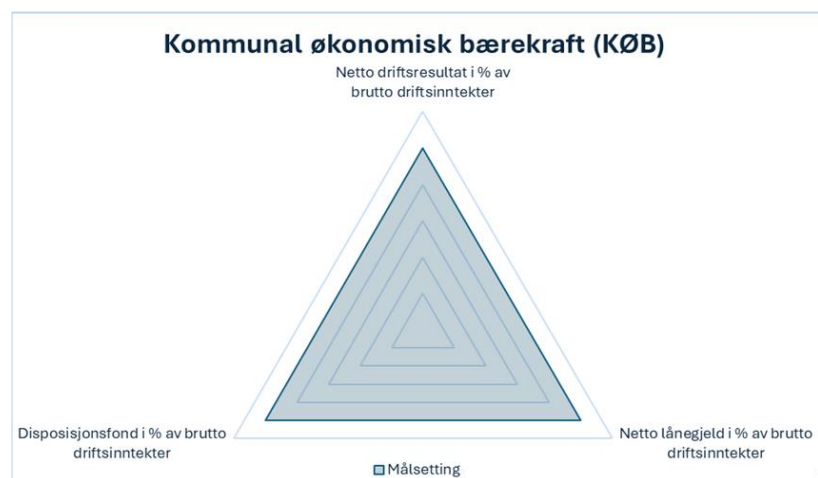 Kommunal økonomisk bærekraft (KØB)
Netto driftsresultat i % av
brutto driftsinntekter
Disposisjonsfond i % av brutto
driftsinntekter
Netto lånegjeld i % av brutto
driftsinntekter
Målsetting